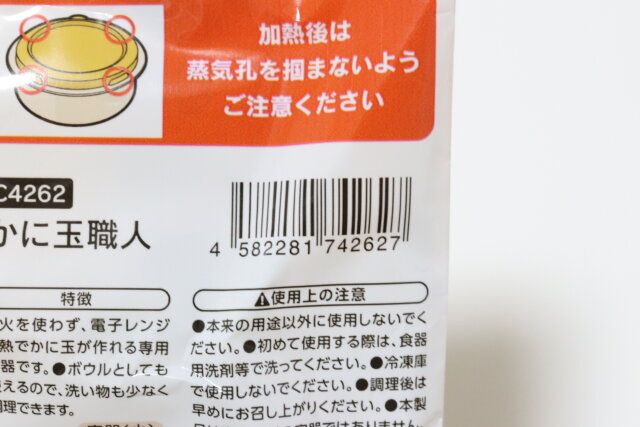 加熱後は
蒸気孔を掴まないよう
ご注意ください
C4262
かに玉職人
4 582281 742627
特徴
火を使わず、電子レンジ
熱でかに玉が作れる専用
器です。●ボウルとしても
使えるので、洗い物も少なく
調理できます。
⚠使用上の注意
●本来の用途以外に使用しないでく
ださい。●初めて使用する際は、食器
用洗剤等で洗ってください。●冷凍庫
で使用しないでください。●調理後は
早めにお召し上がりください。●本製